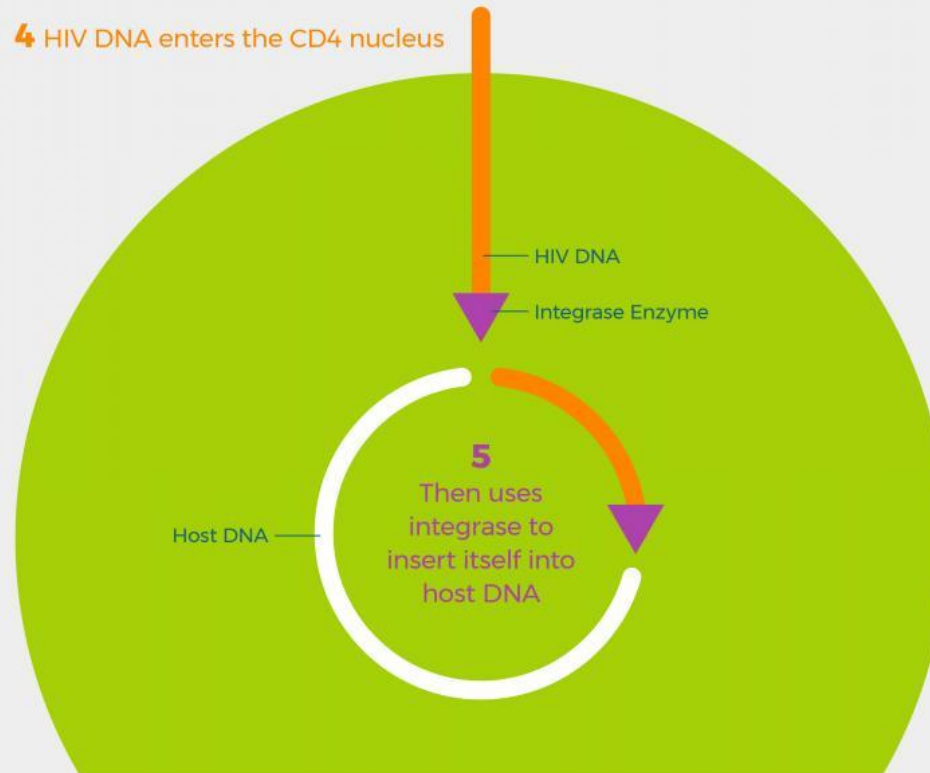 4 HIV DNA enters the CD4 nucleus
HIV DNA
Integrase Enzyme
5
Then uses
integrase to
insert itself into
host DNA
Host DNA